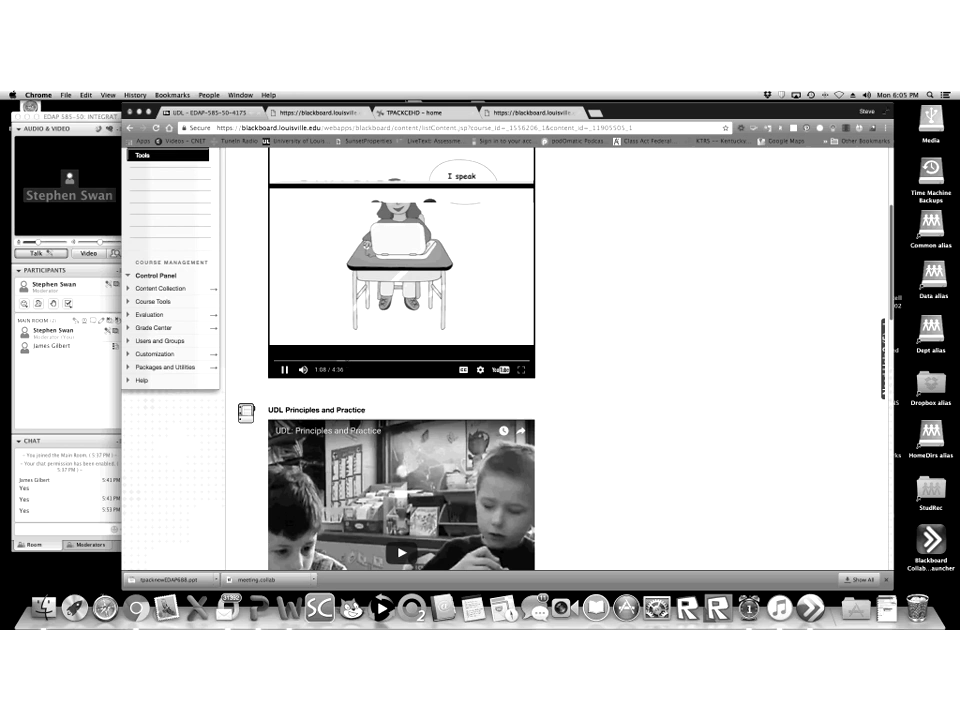 Chrome File Edit View History Bookmarks People Window Help
Mon 6:05 PM
EDAP 585-50: INTEGRAT
UDL - EDAP-585-50-4175
https://blackboard.louisville
TPACKCEHD - home
https://blackboard.louisville
Steve
Secure https://blackboard.louisville.edu/webapps/blackboard/content/listContent.jsp?course_id=_1556206_1&content_id=_11905505_1
Apps Videos - CNET TuneIn Radio University of Louis SunsetProperties LiveText: Assessme Sign in to your acc podOmatic Podcas Class Act Federal Google Maps Other Bookmarks
AUDIO & VIDEO
Stephen Swan
Talk
Video
PARTICIPANTS
Stephen Swan
Moderator
MAIN ROOM
Stephen Swan
James Gilbert
CHAT
- You joined the Main Room. ( 5:37 PM ) -
- Your chat permission has been enabled. (
5:37 PM ) -
James Gilbert 5:41 PM
Yes
Yes 5:43 PM
Yes 5:53 PM
Room Moderators
Tools
COURSE MANAGEMENT
Control Panel
Content Collection
Course Tools
Evaluation
Grade Center
Users and Groups
Customization
Packages and Utilities
Help
I speak
1:08 / 4:36
CC
YouTube
UDL Principles and Practice
UDL: Principles and Practice
tpacknewEDAP688.ppt
meeting.collab
Show All
Media
Time Machine
Backups
Common alias
Data alias
Dept alias
Dropbox alias
HomeDirs alias
StudRec
Blackboard
Collab...auncher
SC